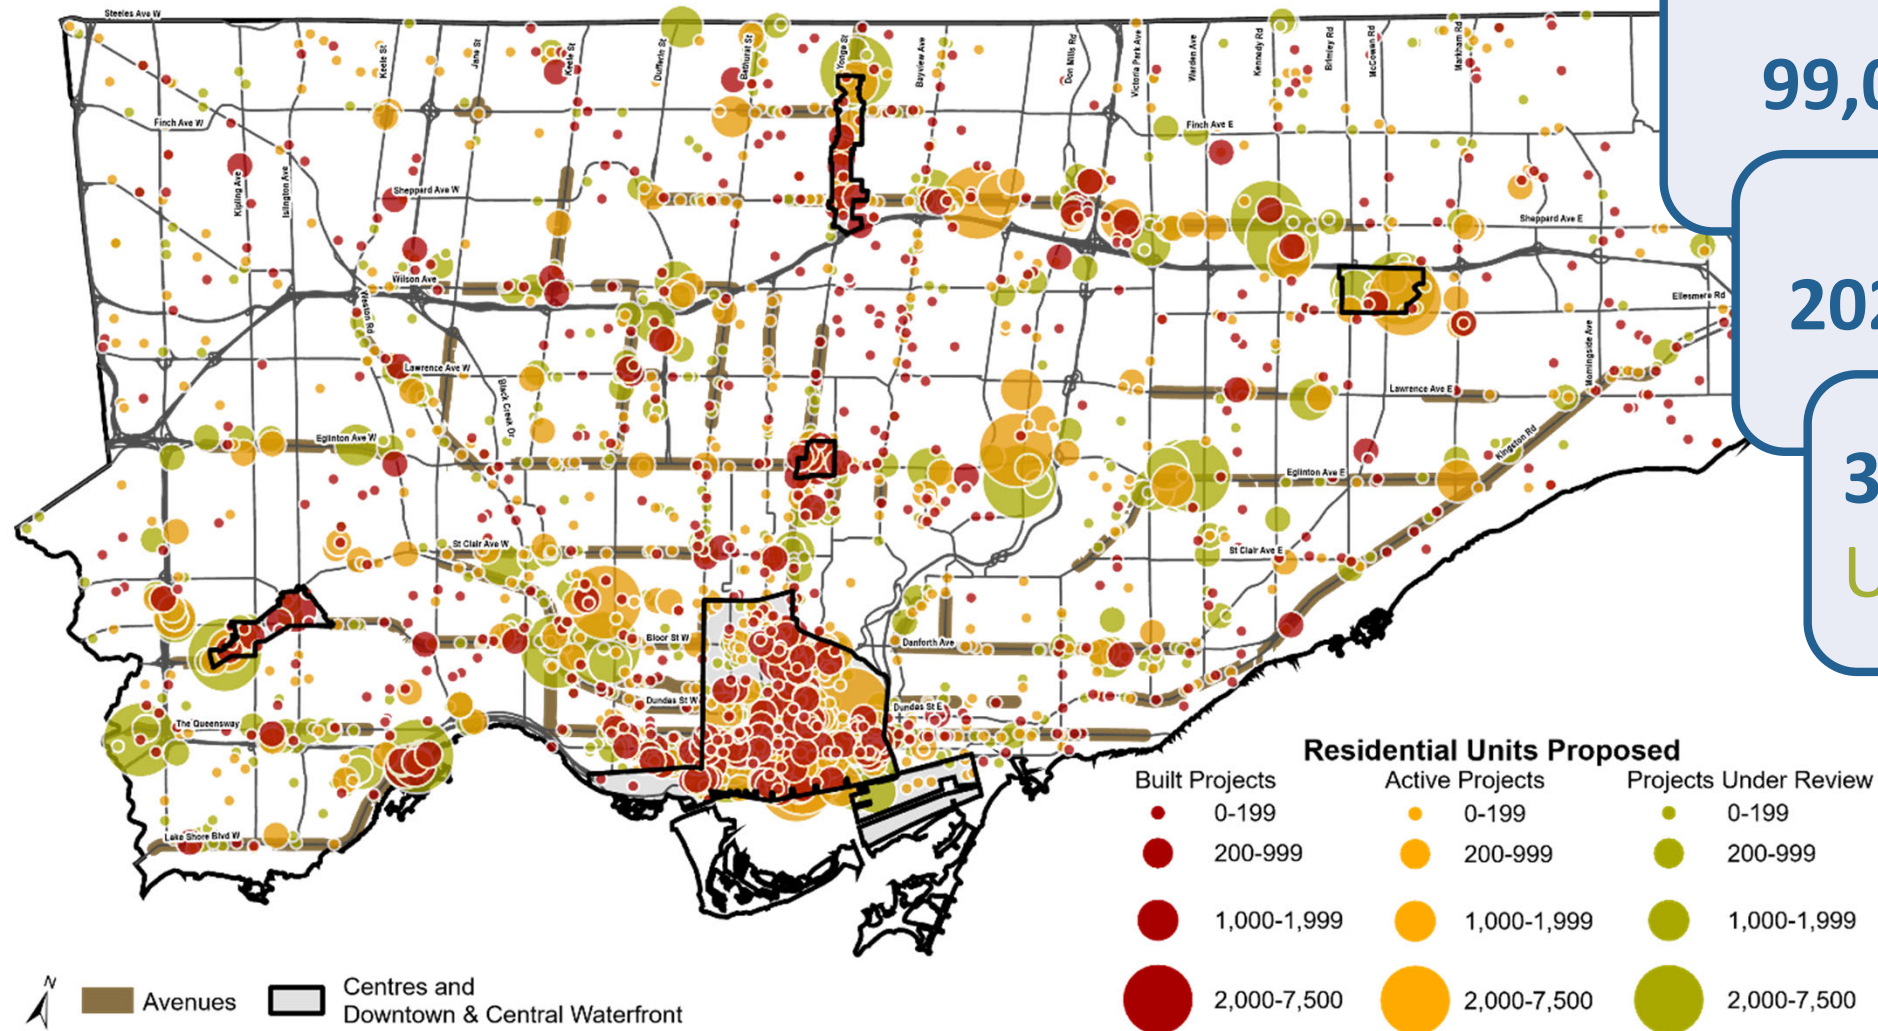 Steeles Ave W
Keele St
Jane St
Keele St
Dufferin St
Bathurst St
Yonge St
Bayview Ave
Don Mills Rd
Victoria Park Ave
Warden Ave
Kennedy Rd
Brimley Rd
McCowan Rd
Markham Rd
99,0
Finch Ave W
Finch Ave E
Kipling Ave
Islington Ave
Sheppard Ave W
Sheppard Ave E
Wilson Ave
Weston Rd
Ellesmere Rd
202
Morningside Ave
Lawrence Ave W
Black Creek Dr
Lawrence Ave E
Eglinton Ave W
Kingston Rd
Eglinton Ave E
3
St Clair Ave W
St Clair Ave E
U
Bloor St W
Danforth Ave
Dundas St W
Dundas St E
The Queensway
Lake Shore Blvd W
Residential Units Proposed
Built Projects Active Projects Projects Under Review
0-199 0-199 0-199
200-999 200-999 200-999
1,000-1,999 1,000-1,999 1,000-1,999
2,000-7,500 2,000-7,500 2,000-7,500
N
Avenues
Centres and
Downtown & Central Waterfront